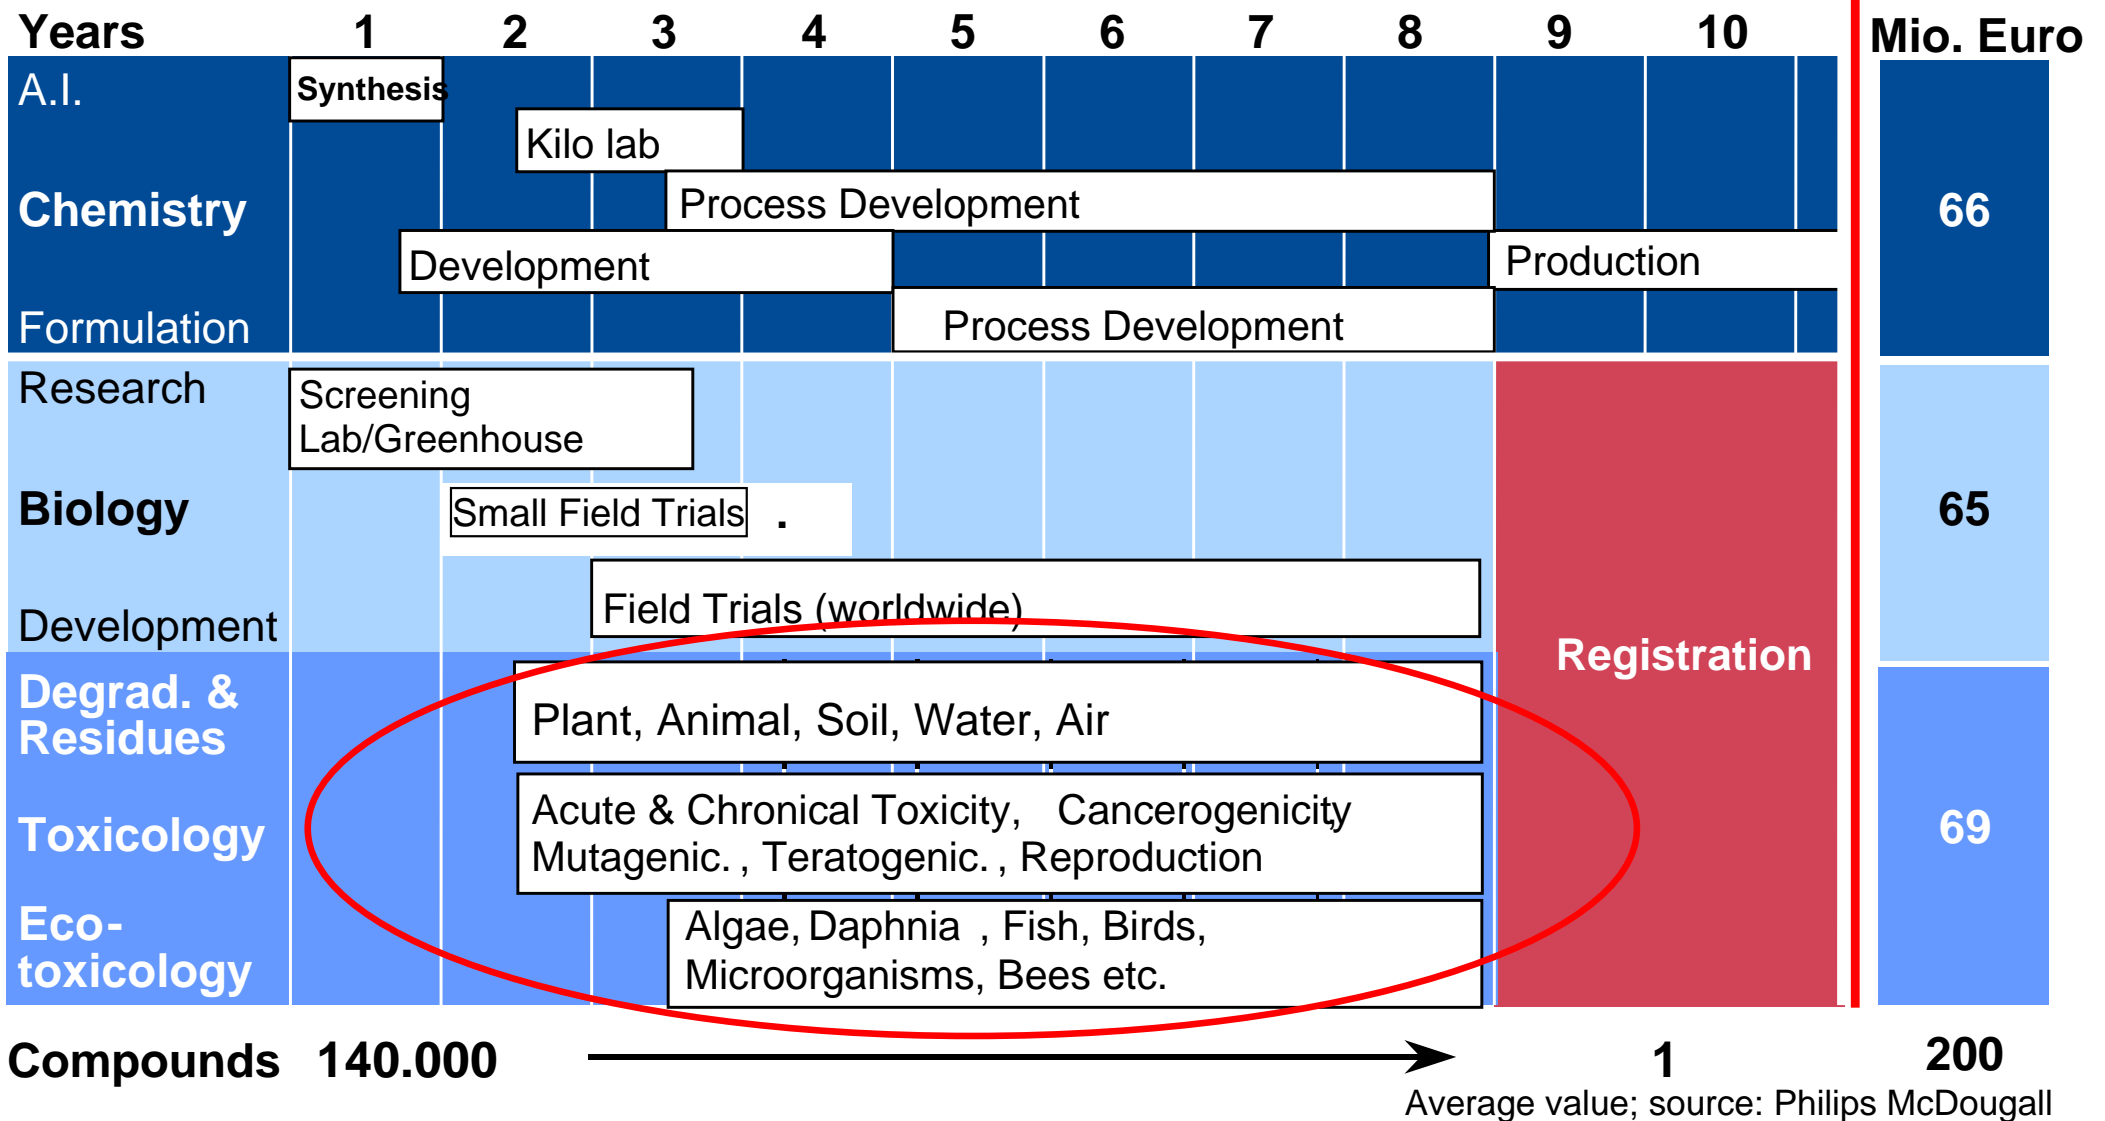 Years 1 2 3 4 5 6 7 8 9 10 Mio. Euro
A.I. Synthesis
Kilo lab
Chemistry Process Development 66
Development Production
Formulation Process Development
Research Screening
Lab/Greenhouse
Biology Small Field Trials . 65
Development Field Trials (worldwide)
Registration
Degrad. &
Residues Plant, Animal, Soil, Water, Air
Toxicology Acute & Chronical Toxicity, Cancerogenicity
Mutagenic. , Teratogenic. , Reproduction
69
Eco-
toxicology Algae, Daphnia , Fish, Birds,
Microorganisms, Bees etc.
Compounds 140.000 1 200
Average value; source: Philips McDougall